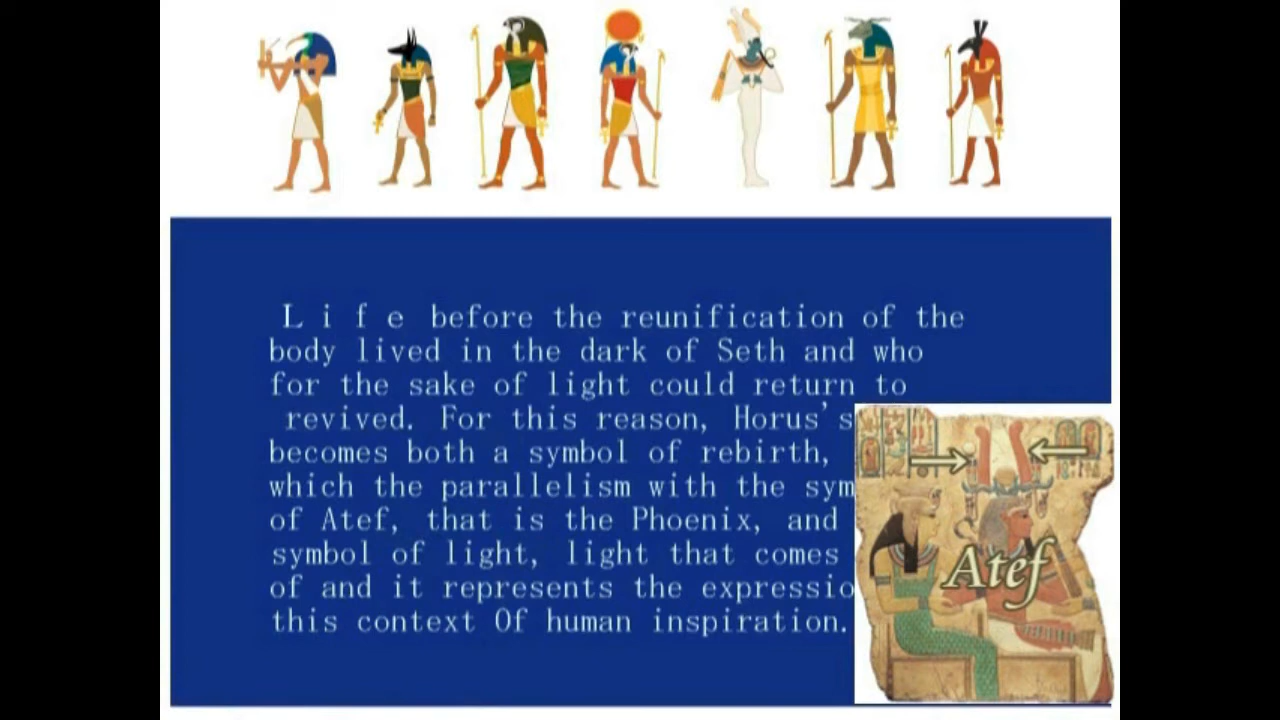 L i f e before the reunification of the
body lived in the dark of Seth and who
for the sake of light could return to
revived. For this reason, Horus's
becomes both a symbol of rebirth,
which the parallelism with the sym
of Atef, that is the Phoenix, and
symbol of light, light that comes
of and it represents the expressio
this context Of human inspiration.
Atef